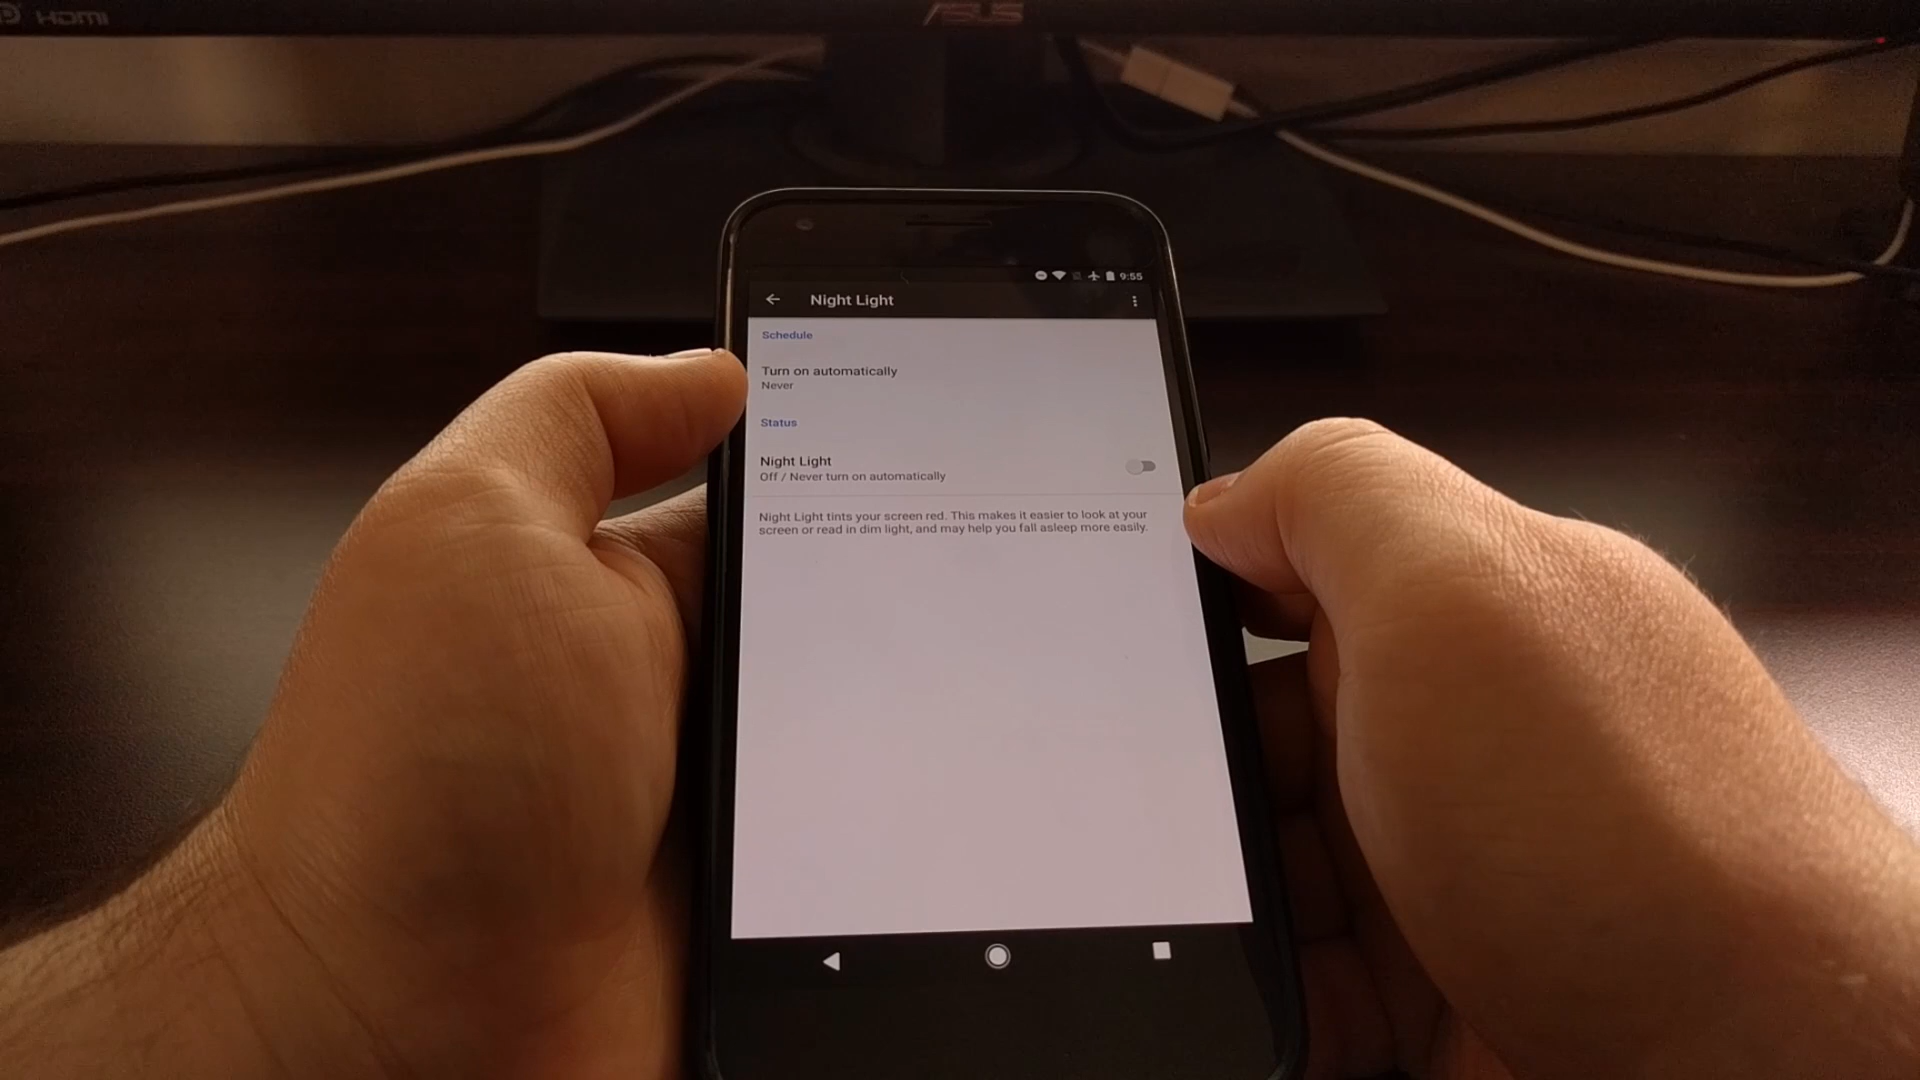 HDMI
ASUS
9:55
Night Light
Schedule
Turn on automatically
Never
Status
Night Light
Off / Never turn on automatically
Night Light tints your screen red. This makes it easier to look at your
screen or read in dim light, and may help you fall asleep more easily.